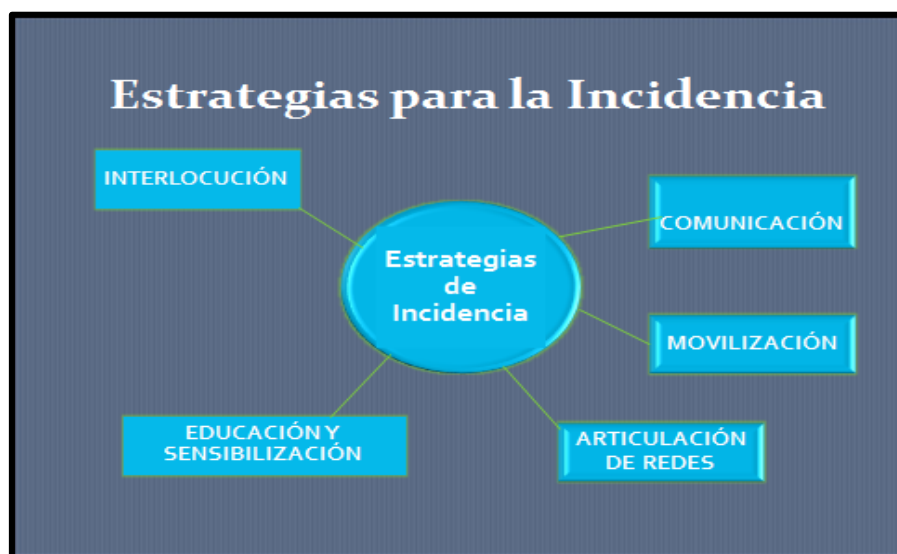 Estrategias para la Incidencia
INTERLOCUCIÓN
COMUNICACIÓN
Estrategias
de
Incidencia
MOVILIZACIÓN
EDUCACIÓN Y
SENSIBILIZACIÓN
ARTICULACIÓN
DE REDES